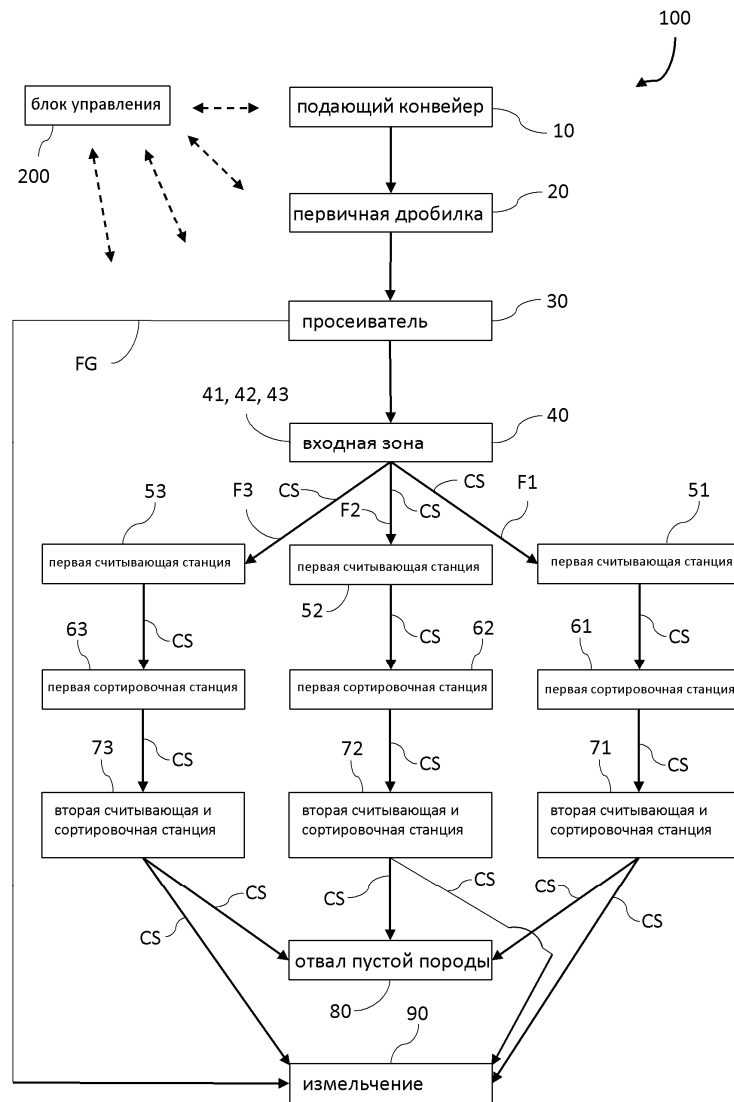 100
блок управления
подающий конвейер
10
200
20
первичная дробилка
30
просеиватель
FG
41, 42, 43
40
входная зона
CS
CS
F3
F2
CS
F1
53
51
первая считывающая станция
первая считывающая станция
первая считывающая станция
52
CS
CS
CS
63
62
61
первая сортировочная станция
первая сортировочная станция
первая сортировочная станция
CS
CS
CS
73
72
71
вторая считывающая и
сортировочная станция
вторая считывающая и
сортировочная станция
вторая считывающая и
сортировочная станция
CS
CS
CS
CS
CS
CS
отвал пустой породы
80
90
измельчение